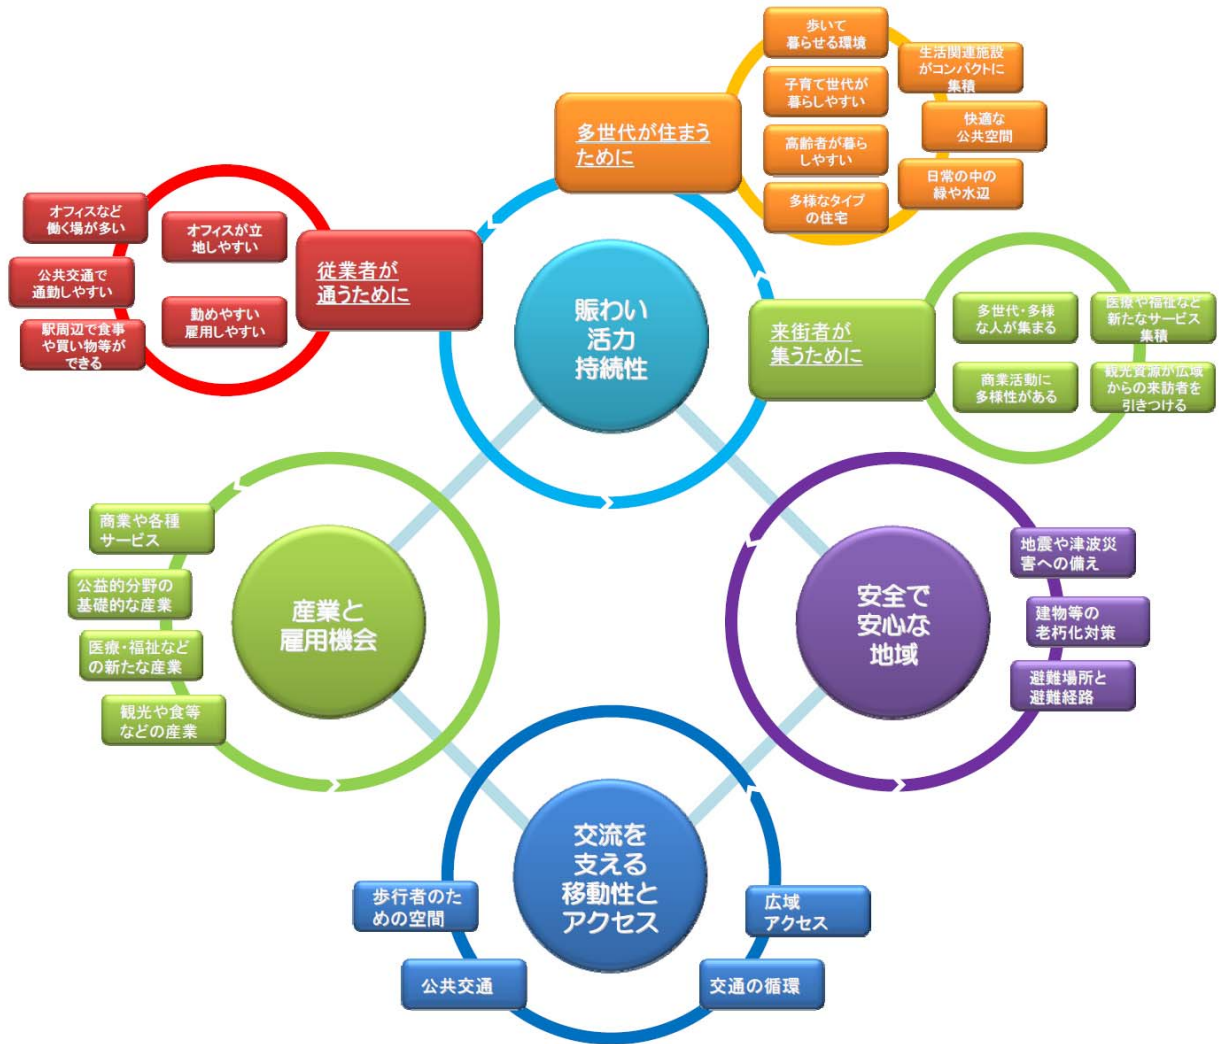 歩いて
暮らせる環境
生活関連施設
がコンパクトに
集積
子育て世代が
暮らしやすい
快適な
公共空間
多世代が住まう
ために
高齢者が暮ら
しやすい
日常の中の
緑や水辺
多様なタイプ
の住宅
オフィスなど
働く場が多い
オフィスが立
地しやすい
公共交通で
通勤しやすい
従業者が
通うために
勤めやすい
雇用しやすい
駅周辺で食事
や買い物等が
できる
賑わい
活力
持続性
来街者が
集うために
多世代・多様
な人が集まる
医療や福祉など
新たなサービス
集積
商業活動に
多様性がある
観光資源が広域
からの来訪者を
引きつける
商業や各種
サービス
公益的分野の
基礎的な産業
医療・福祉など
の新たな産業
観光や食等
などの産業
産業と
雇用機会
安全で
安心な
地域
地震や津波災
害への備え
建物等の
老朽化対策
避難場所と
避難経路
交流を
支える
移動性と
アクセス
歩行者のた
めの空間
広域
アクセス
公共交通
交通の循環